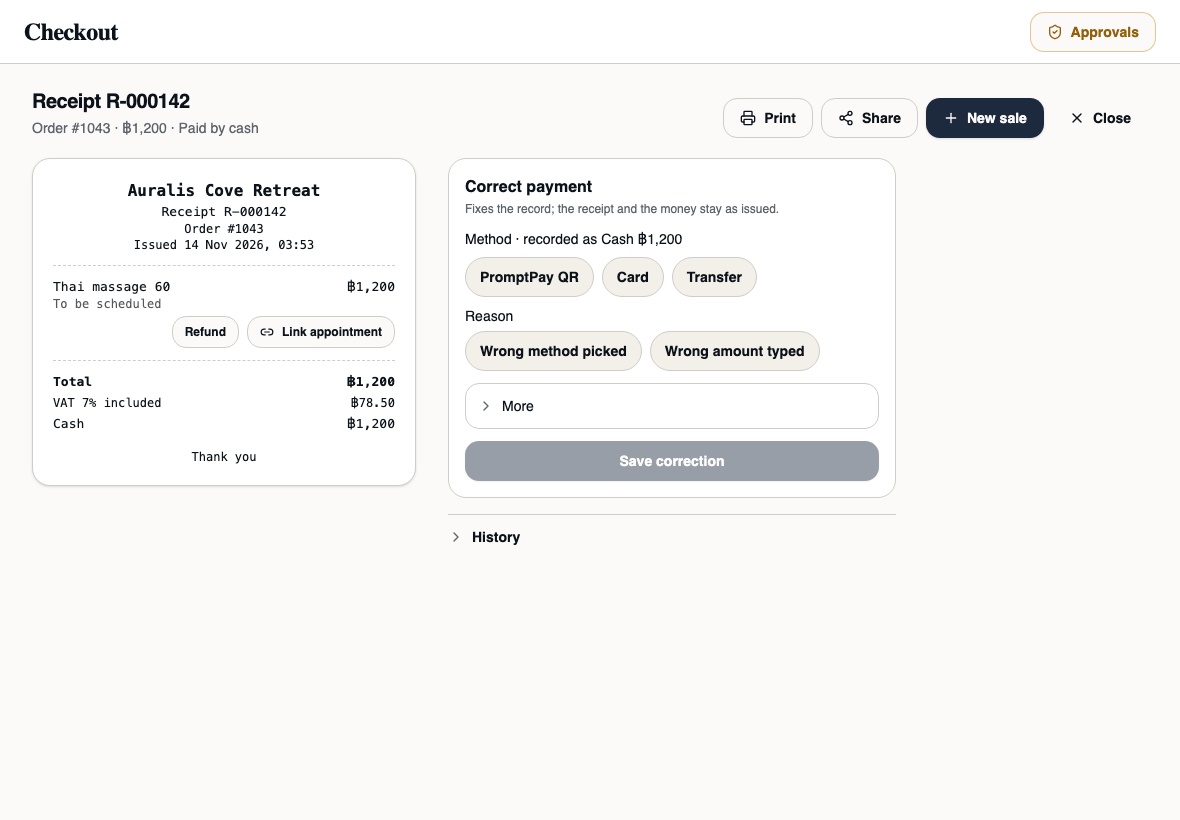 Checkout
Approvals
Receipt R-000142
Order #1043 · ฿1,200 · Paid by cash
Print
Share
New sale
Close
Auralis Cove Retreat
Receipt R-000142
Order #1043
Issued 14 Nov 2026, 03:53
Thai massage 60 ฿1,200
To be scheduled
Refund
Link appointment
Total ฿1,200
VAT 7% included ฿78.50
Cash ฿1,200
Thank you
Correct payment
Fixes the record; the receipt and the money stay as issued.
Method · recorded as Cash ฿1,200
PromptPay QR
Card
Transfer
Reason
Wrong method picked
Wrong amount typed
More
Save correction
History